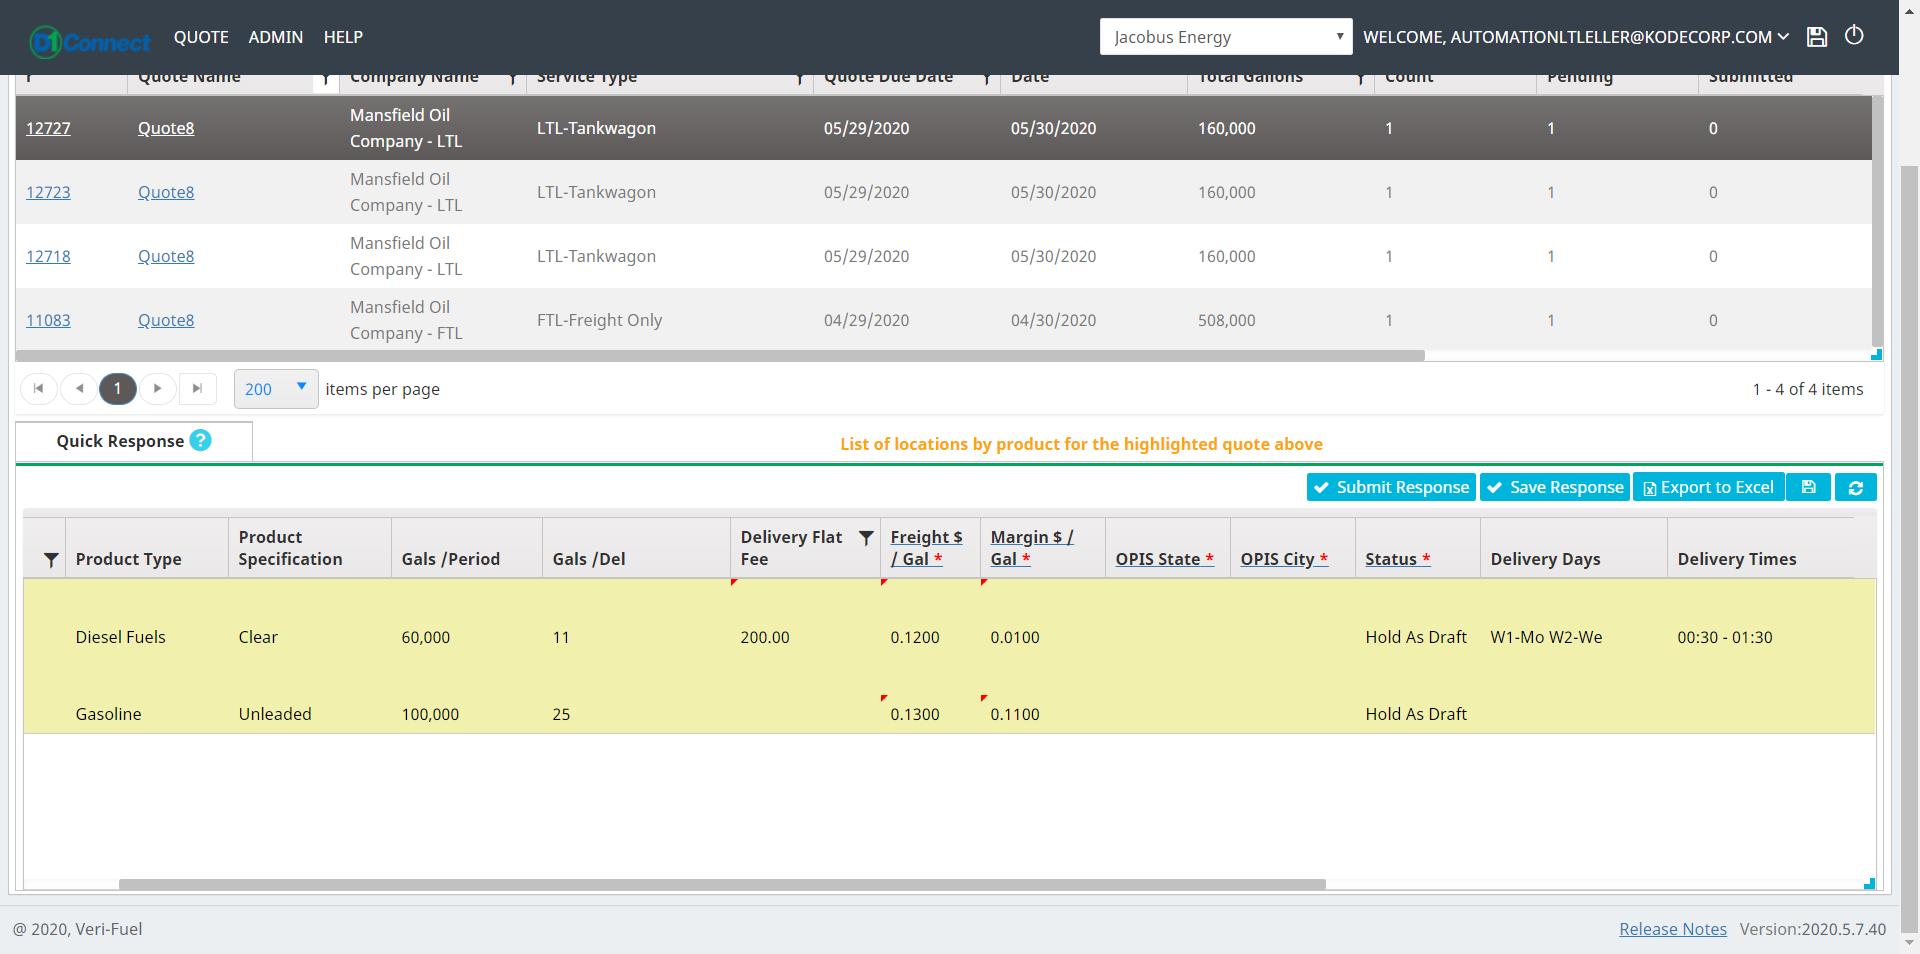 D1Connect QUOTE ADMIN HELP Jacobus Energy WELCOME, AUTOMATIONLTLELLER@KODECORP.COM
Quote Name Company Name Service Type Quote Due Date Date Total Gallons Count Pending Submitted
12727 Quote8 Mansfield Oil Company - LTL LTL-Tankwagon 05/29/2020 05/30/2020 160,000 1 1 0
12723 Quote8 Mansfield Oil Company - LTL LTL-Tankwagon 05/29/2020 05/30/2020 160,000 1 1 0
12718 Quote8 Mansfield Oil Company - LTL LTL-Tankwagon 05/29/2020 05/30/2020 160,000 1 1 0
11083 Quote8 Mansfield Oil Company - FTL FTL-Freight Only 04/29/2020 04/30/2020 508,000 1 1 0
1 200 items per page 1 - 4 of 4 items
Quick Response ? List of locations by product for the highlighted quote above
Submit Response Save Response Export to Excel
Product Type Product Specification Gals /Period Gals /Del Delivery Flat Fee Freight $ / Gal * Margin $ / Gal * OPIS State * OPIS City * Status * Delivery Days Delivery Times
Diesel Fuels Clear 60,000 11 200.00 0.1200 0.0100 Hold As Draft W1-Mo W2-We 00:30 - 01:30
Gasoline Unleaded 100,000 25 0.1300 0.1100 Hold As Draft
@ 2020, Veri-Fuel Release Notes Version:2020.5.7.40